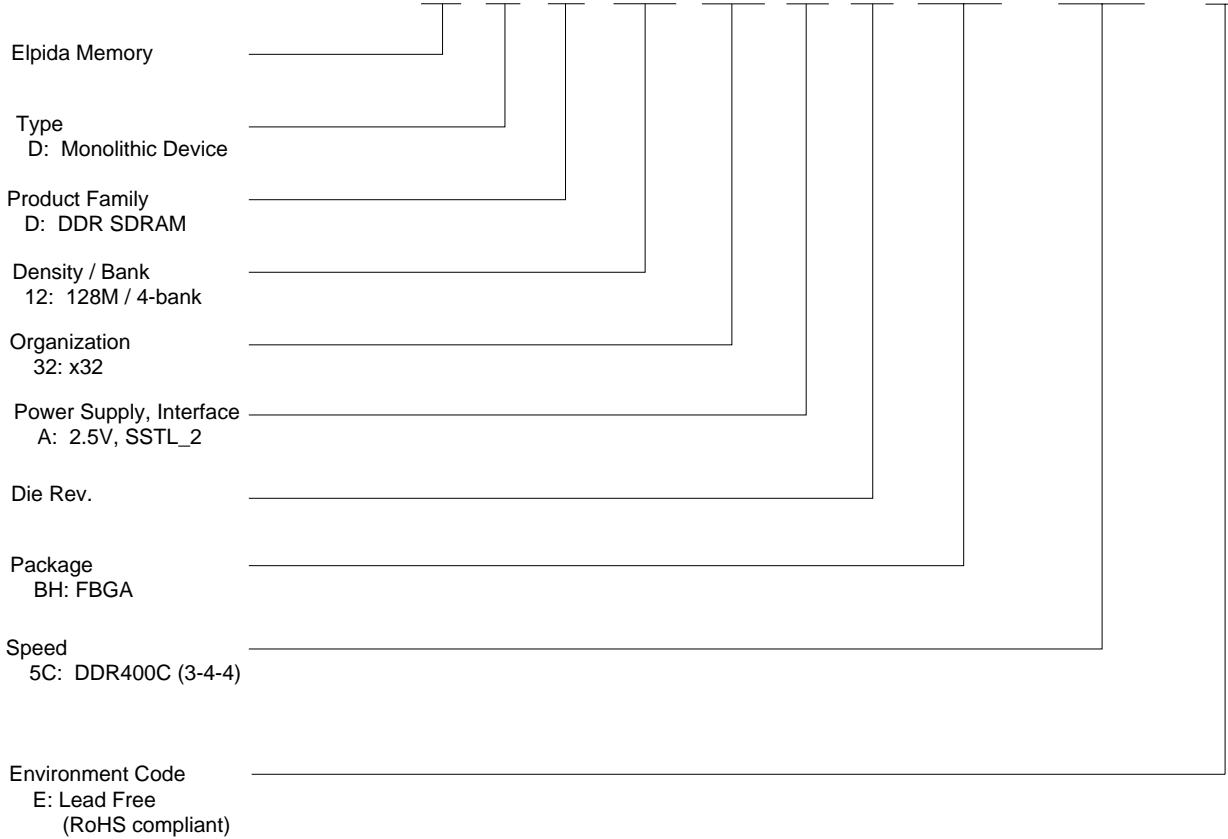 Elpida Memory
Type
D: Monolithic Device
Product Family
D: DDR SDRAM
Density / Bank
12: 128M / 4-bank
Organization
32: x32
Power Supply, Interface
A: 2.5V, SSTL_2
Die Rev.
Package
BH: FBGA
Speed
5C: DDR400C (3-4-4)
Environment Code
E: Lead Free
(RoHS compliant)